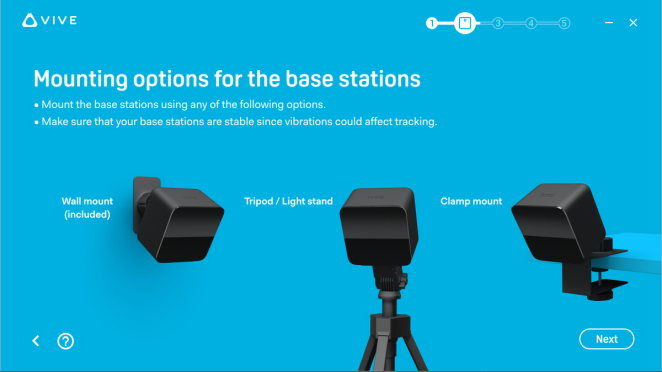 VIVE
1 3 4 5
Mounting options for the base stations
• Mount the base stations using any of the following options.
• Make sure that your base stations are stable since vibrations could affect tracking.
Wall mount
(included)
Tripod / Light stand
Clamp mount
?
Next